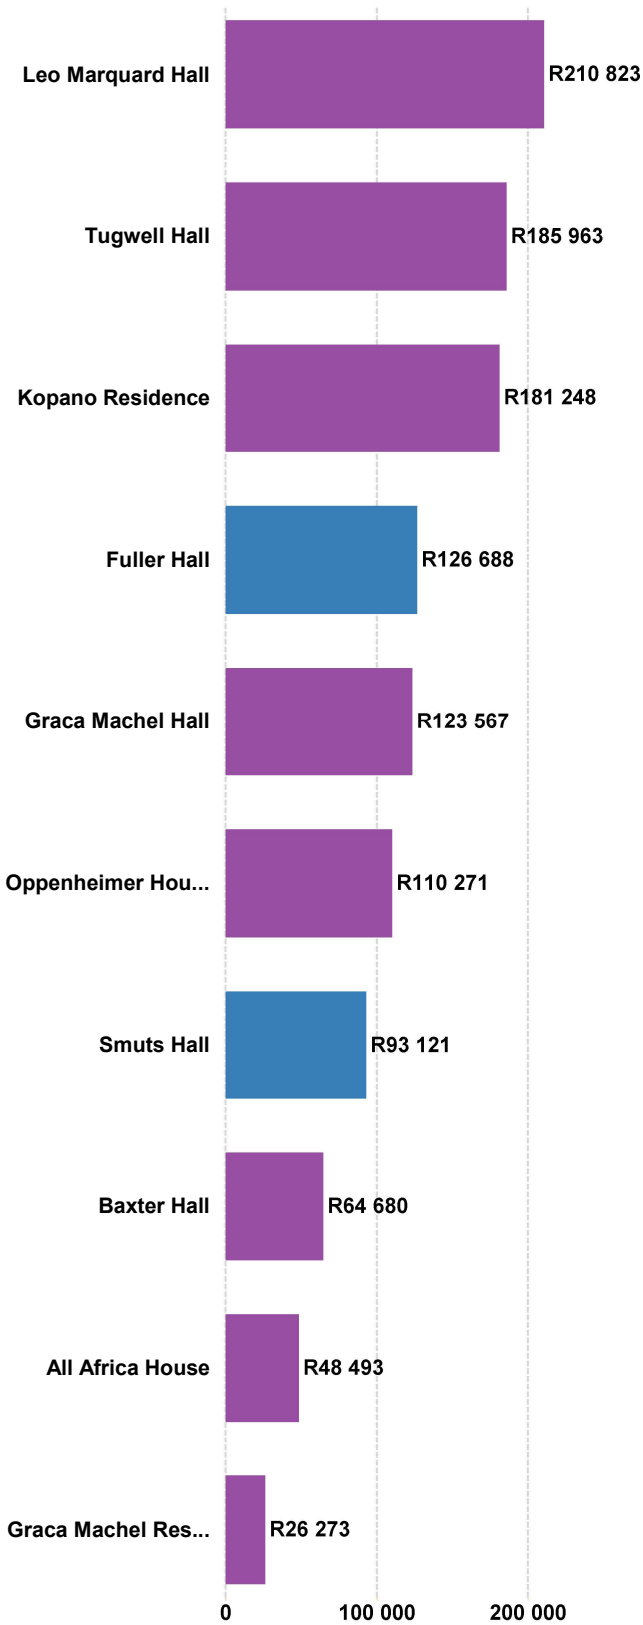 Leo Marquard Hall R210 823
Tugwell Hall R185 963
Kopano Residence R181 248
Fuller Hall R126 688
Graca Machel Hall R123 567
Oppenheimer Hou... R110 271
Smuts Hall R93 121
Baxter Hall R64 680
All Africa House R48 493
Graca Machel Res... R26 273
0 100 000 200 000